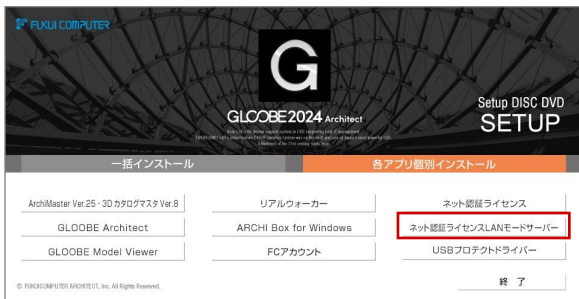 FUKUI COMPUTER
G
GLOOBE 2024 Architect
Setup DISC DVD
SETUP
一括インストール
各アプリ個別インストール
ArchiMaster Ver.25・3DカタログマスタVer.8
リアルウォーカー
ネット認証ライセンス
GLOOBE Architect
ARCHI Box for Windows
ネット認証ライセンスLANモードサーバー
GLOOBE Model Viewer
FCアカウント
USBプロテクトドライバー
© FUKUICOMPUTER ARCHITECT, Inc. All Rights Reserved.
終 了